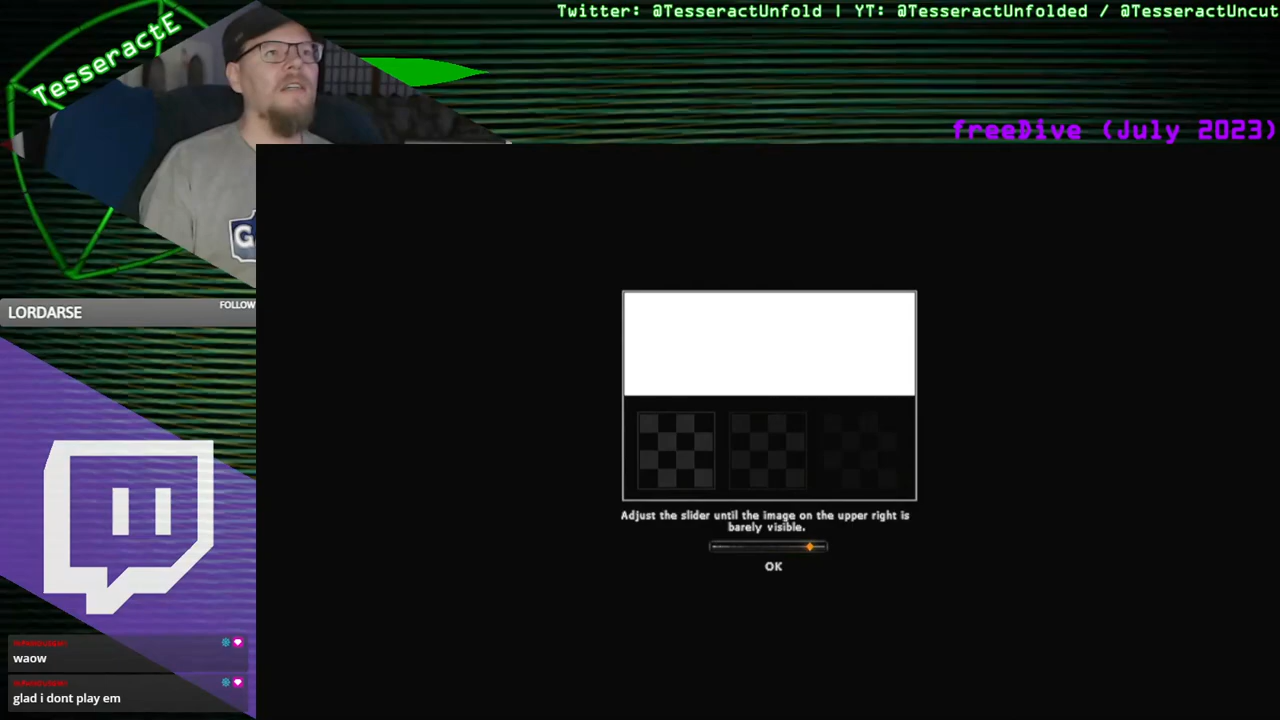 Twitter: @TesseractUnfold | YT: @TesseractUnfolded / @TesseractUncut
TesseractE
freeDive (July 2023)
G
LORDARSE
FOLLOW
Adjust the slider until the image on the upper right is
barely visible.
OK
waow
glad i dont play em